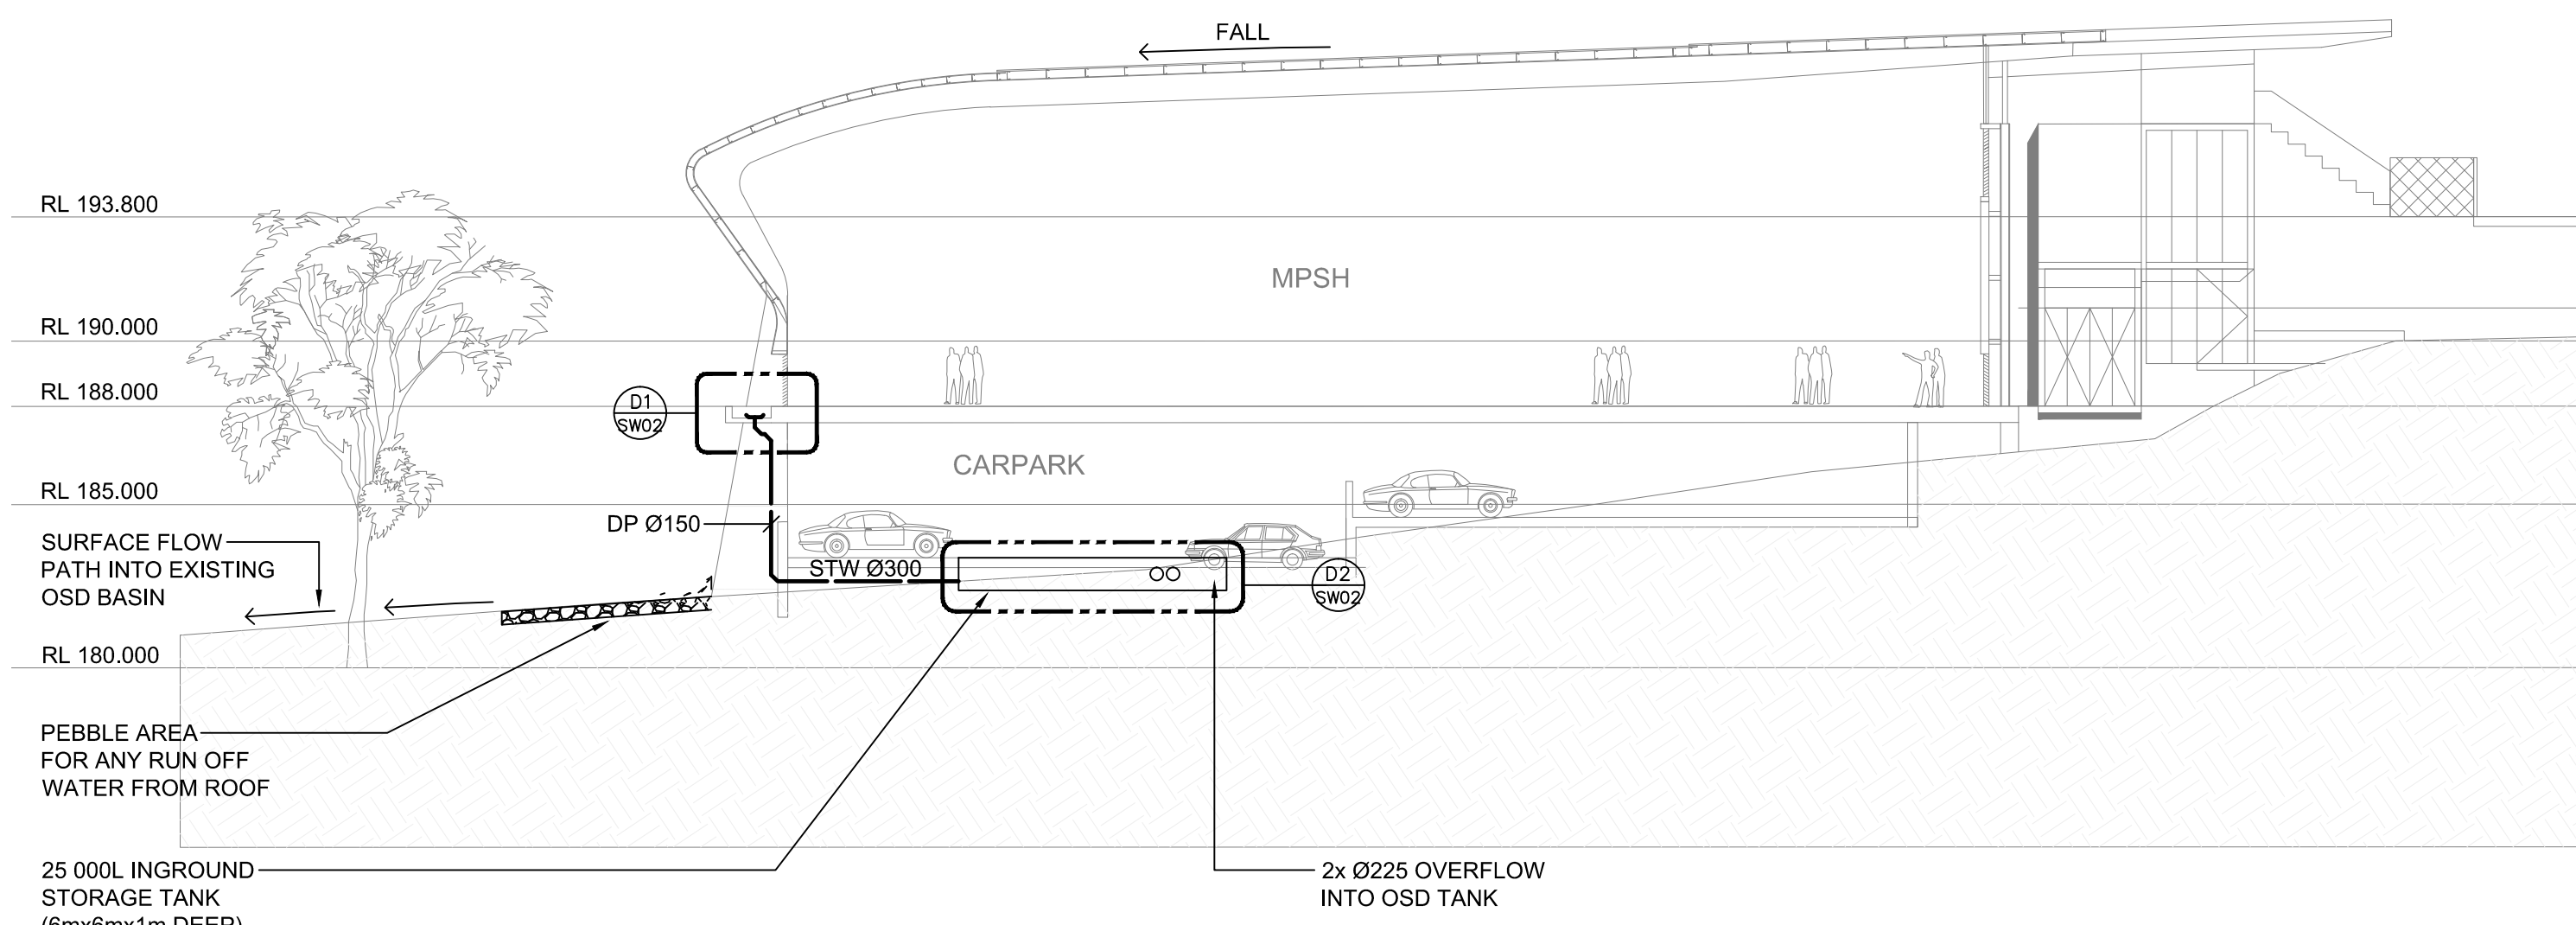 FALL
RL 193.800
MPSH
RL 190.000
RL 188.000
D1
SW02
CARPARK
RL 185.000
DP Ø150
SURFACE FLOW
PATH INTO EXISTING
OSD BASIN
STW Ø300
D2
SW02
RL 180.000
PEBBLE AREA
FOR ANY RUN OFF
WATER FROM ROOF
25 000L INGROUND
STORAGE TANK
(6mx6mx1m DEEP)
2x Ø225 OVERFLOW
INTO OSD TANK